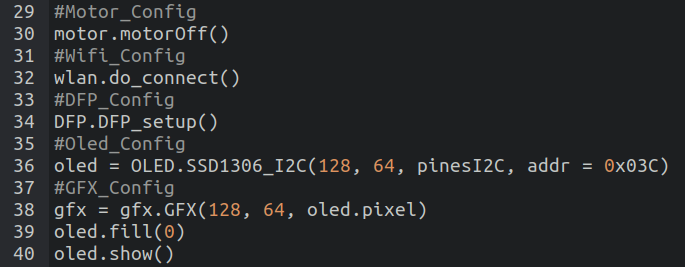 29 #Motor_Config
30 motor.motorOff()
31 #Wifi_Config
32 wlan.do_connect()
33 #DFP_Config
34 DFP.DFP_setup()
35 #Oled_Config
36 oled = OLED.SSD1306_I2C(128, 64, pinesI2C, addr = 0x03C)
37 #GFX_Config
38 gfx = gfx.GFX(128, 64, oled.pixel)
39 oled.fill(0)
40 oled.show()